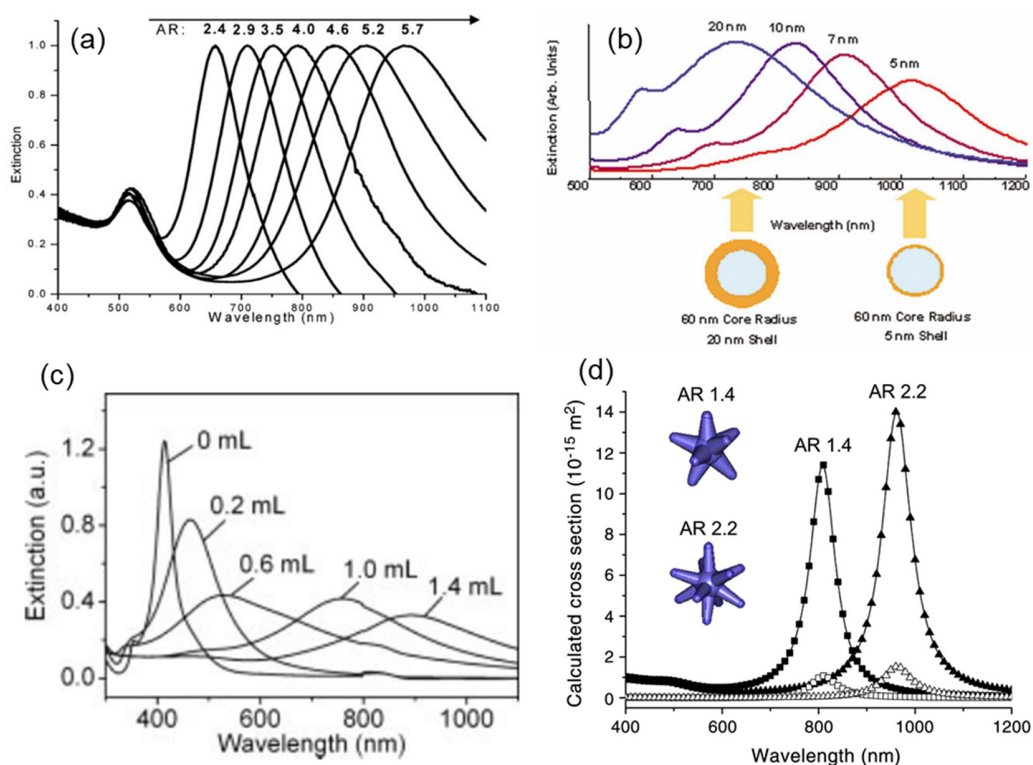 (a)
AR: 2.4 2.9 3.5 4.0 4.6 5.2 5.7
Extinction
1.0
0.8
0.6
0.4
0.2
0.0
400 500 600 700 800 900 1000 1100
Wavelength (nm)
(b)
20 nm 10 nm 7 nm 5 nm
Extinction (Arb. Units)
500 600 700 800 900 1000 1100 1200
Wavelength (nm)
60 nm Core Radius
20 nm Shell
60 nm Core Radius
5 nm Shell
(c)
Extinction (a.u.)
1.2
0.8
0.4
0.0
0 mL
0.2 mL
0.6 mL
1.0 mL
1.4 mL
400 600 800 1000
Wavelength (nm)
(d)
Calculated cross section (10⁻¹⁵ m²)
14
12
10
8
6
4
2
0
AR 1.4
AR 2.2
AR 1.4
AR 2.2
400 600 800 1000 1200
Wavelength (nm)